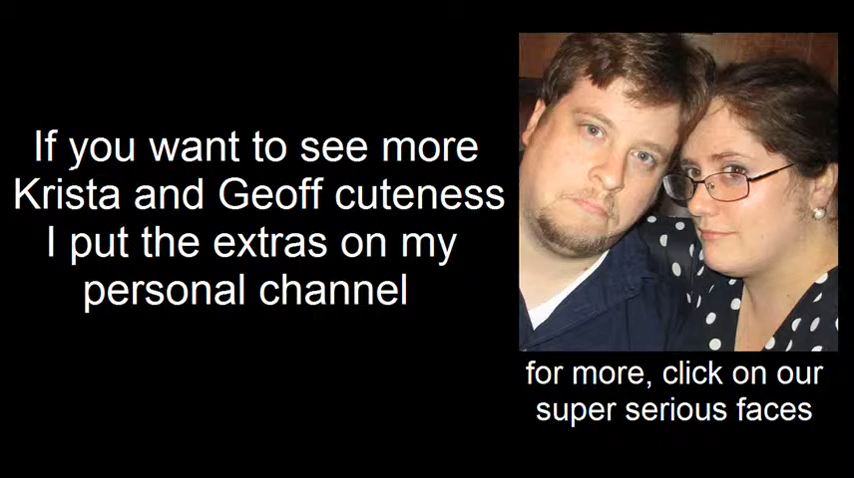 If you want to see more
Krista and Geoff cuteness
I put the extras on my
personal channel
for more, click on our
super serious faces